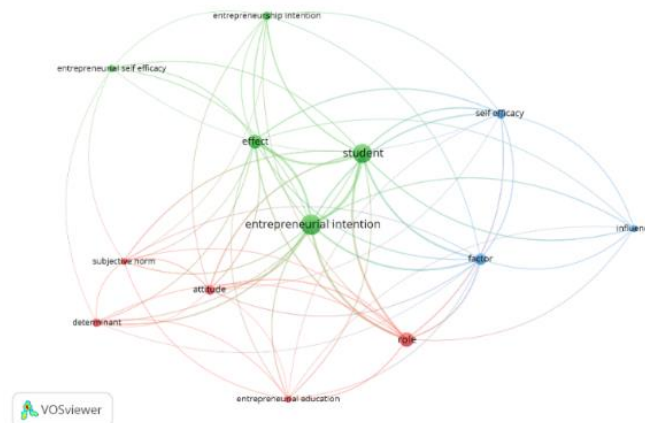 entrepreneurship intention
entrepreneurial self efficacy
self efficacy
effect
student
entrepreneurial intention
influence
subjective norm
factor
attitude
determinant
role
entrepreneurial education
VOSviewer